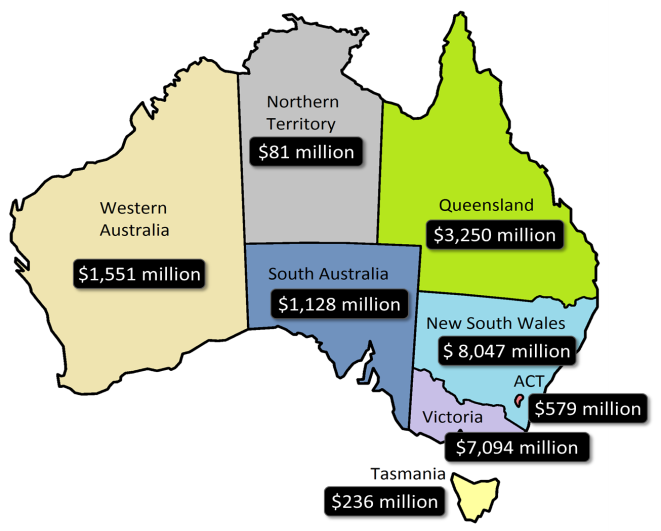 Northern
Territory
$81 million
Western
Australia
$1,551 million
Queensland
$3,250 million
South Australia
$1,128 million
New South Wales
$ 8,047 million
ACT
$579 million
Victoria
$7,094 million
Tasmania
$236 million